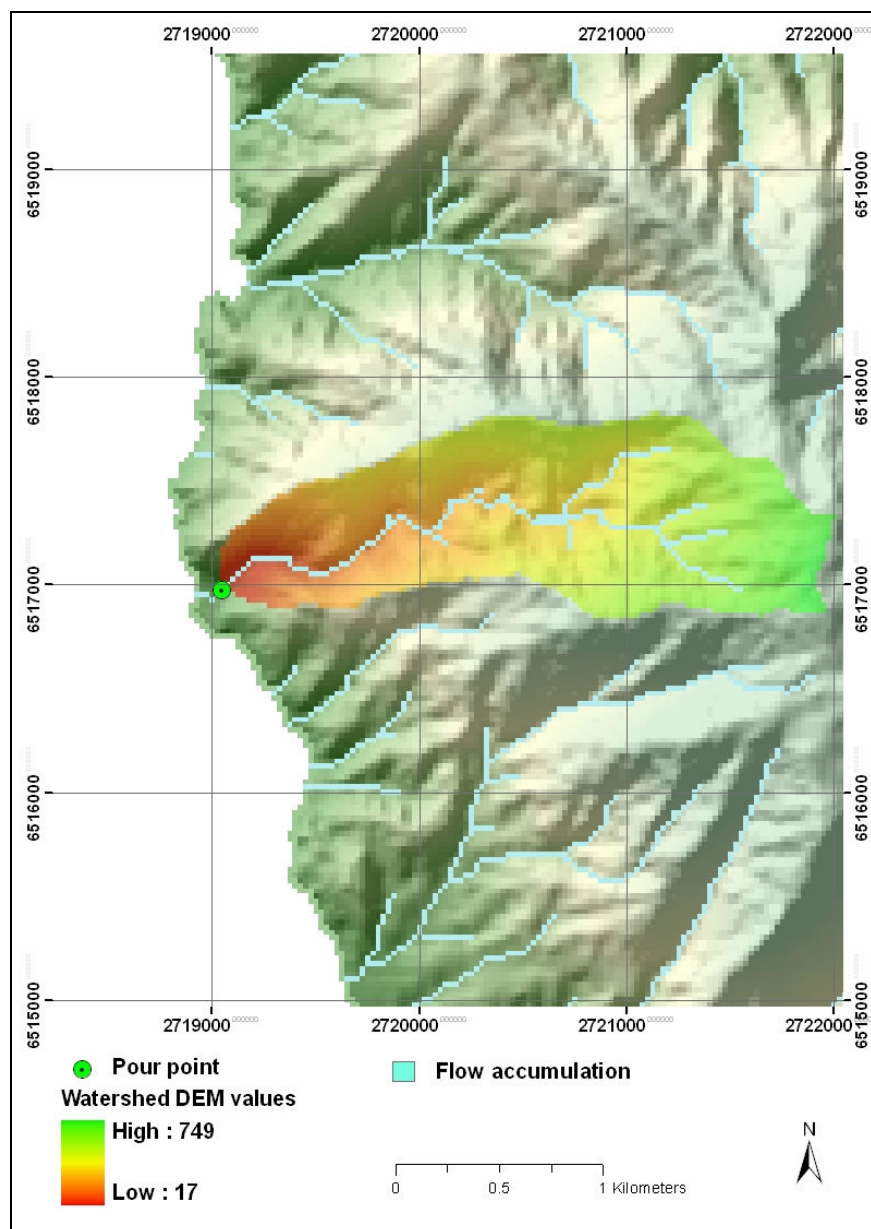 2719000 2720000 2721000 2722000
6519000 6519000
6518000 6518000
6517000 6517000
6516000 6516000
6515000 6515000
2719000 2720000 2721000 2722000
Pour point Flow accumulation
Watershed DEM values
High : 749
Low : 17
N
0 0.5 1 Kilometers